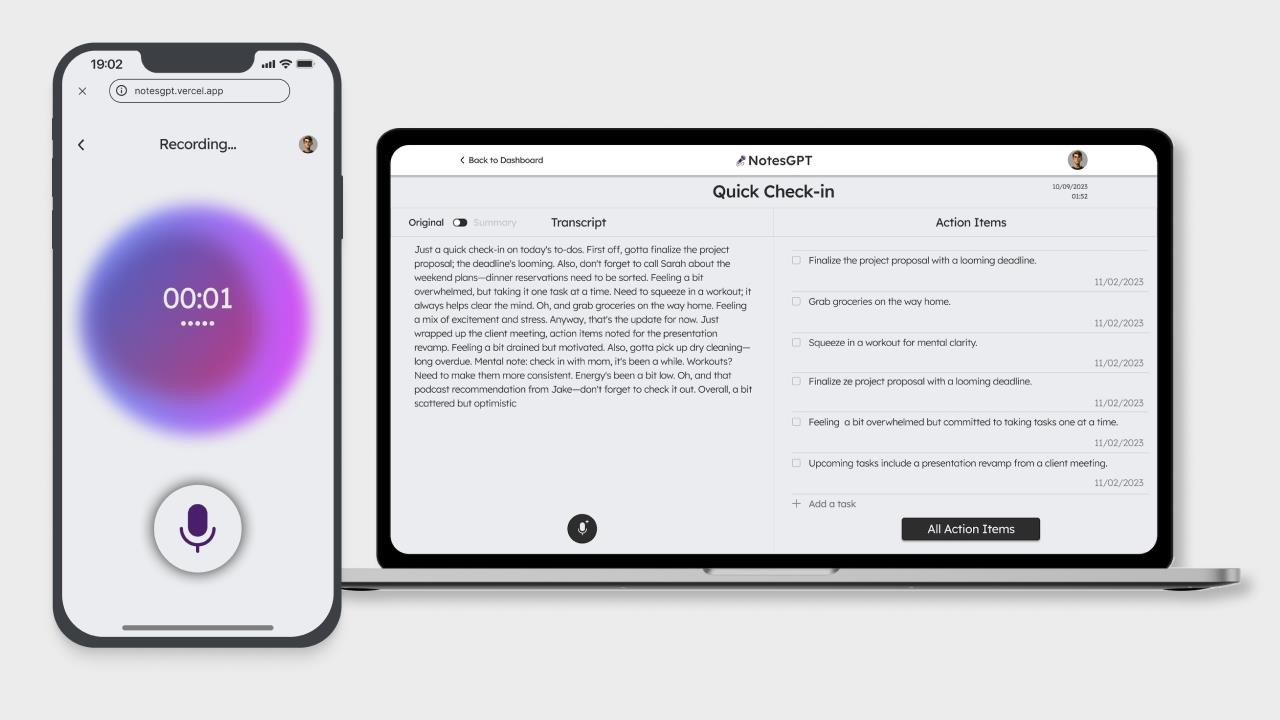 19:02
notesgpt.vercel.app
Recording...
00:01
Back to Dashboard
NotesGPT
Quick Check-in
10/09/2023
01:52
Original
Summary
Transcript
Just a quick check-in on today's to-dos. First off, gotta finalize the project
proposal; the deadline's looming. Also, don't forget to call Sarah about the
weekend plans—dinner reservations need to be sorted. Feeling a bit
overwhelmed, but taking it one task at a time. Need to squeeze in a workout; it
always helps clear the mind. Oh, and grab groceries on the way home. Feeling
a mix of excitement and stress. Anyway, that's the update for now. Just
wrapped up the client meeting, action items noted for the presentation
revamp. Feeling a bit drained but motivated. Also, gotta pick up dry cleaning—
long overdue. Mental note: check in with mom, it's been a while. Workouts?
Need to make them more consistent. Energy's been a bit low. Oh, and that
podcast recommendation from Jake—don't forget to check it out. Overall, a bit
scattered but optimistic
Action Items
Finalize the project proposal with a looming deadline.
11/02/2023
Grab groceries on the way home.
11/02/2023
Squeeze in a workout for mental clarity.
11/02/2023
Finalize ze project proposal with a looming deadline.
11/02/2023
Feeling  a bit overwhelmed but committed to taking tasks one at a time.
11/02/2023
Upcoming tasks include a presentation revamp from a client meeting.
11/02/2023
Add a task
All Action Items